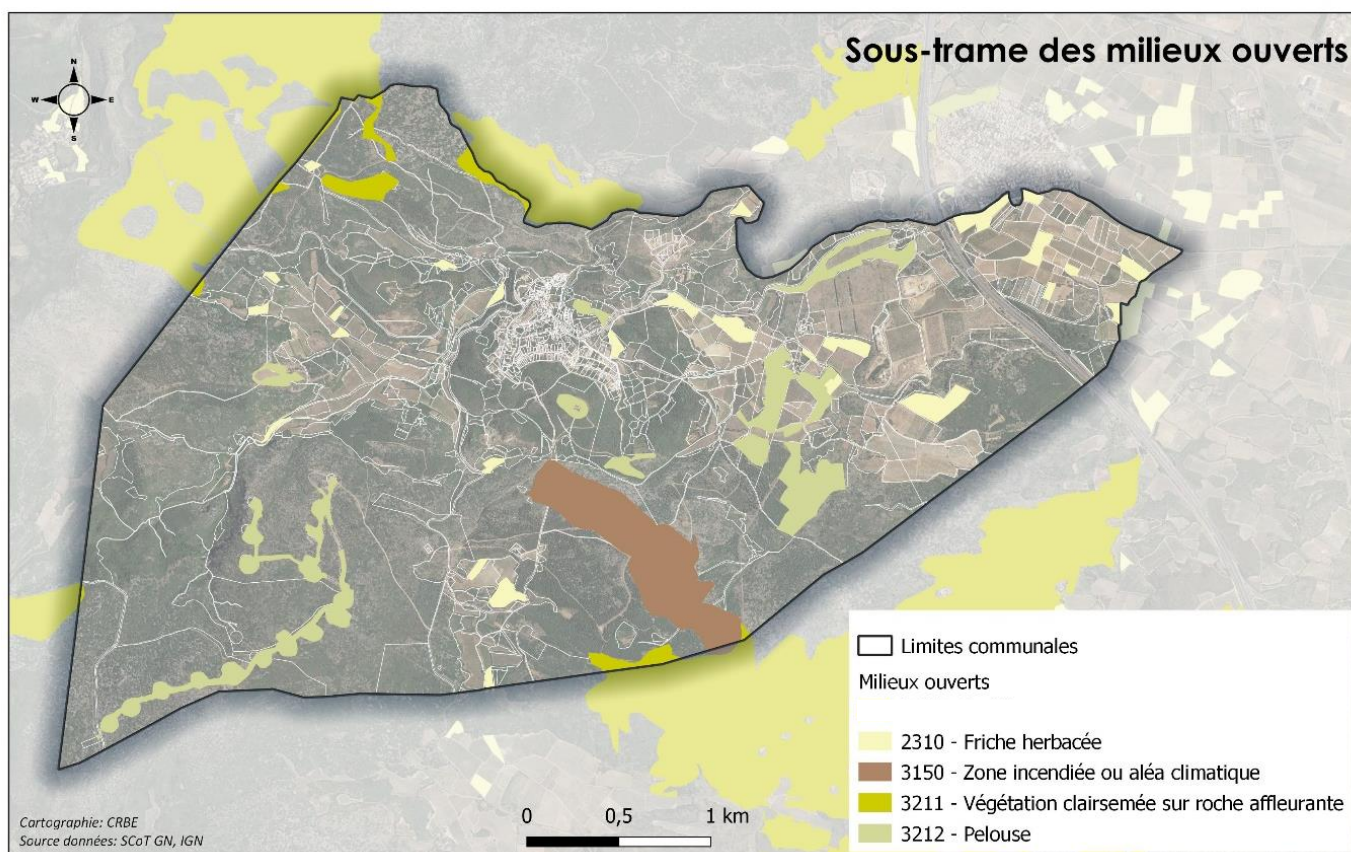 Sous-trame des milieux ouverts
N
W
E
S
Limites communales
Milieux ouverts
2310 - Friche herbacée
3150 - Zone incendiée ou aléa climatique
3211 - Végétation clairsemée sur roche affleurante
3212 - Pelouse
0 0,5 1 km
Cartographie: CRBE
Source données: SCoT GN, IGN